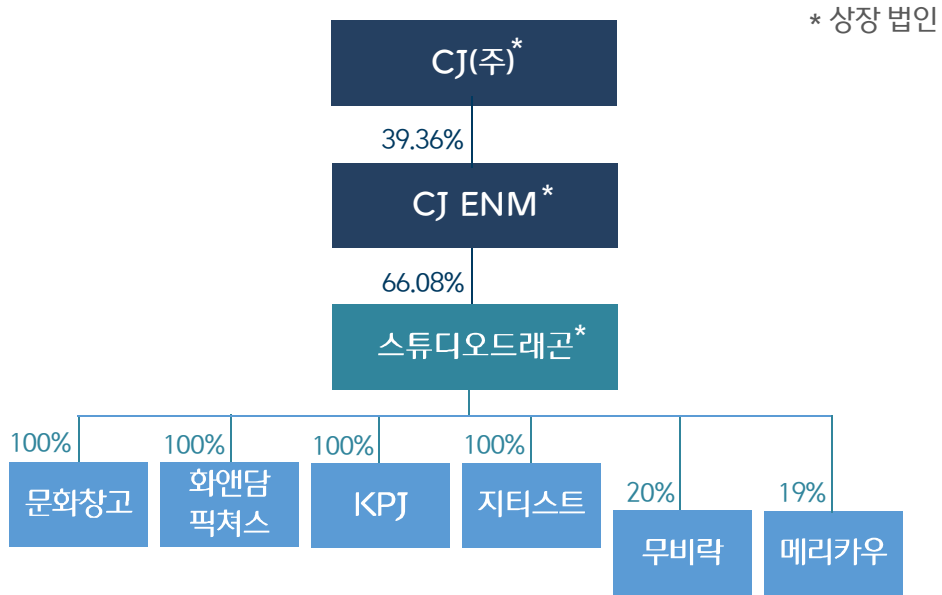 * 상장 법인
CJ(주)*
39.36%
CJ ENM*
66.08%
스튜디오드래곤*
100%
100%
100%
100%
문화창고
화앤담
픽쳐스
KPJ
지티스트
20%
19%
무비락
메리카우